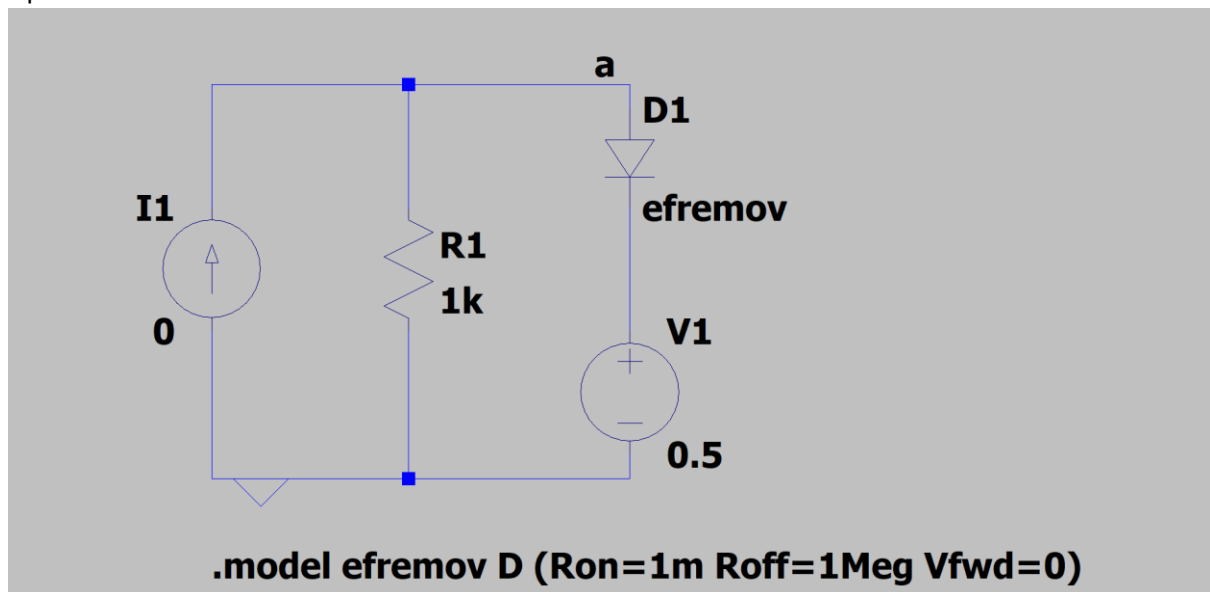 a
D1
efremov
I1
R1
1k
0
V1
0.5
.model efremov D (Ron=1m Roff=1Meg Vfwd=0)